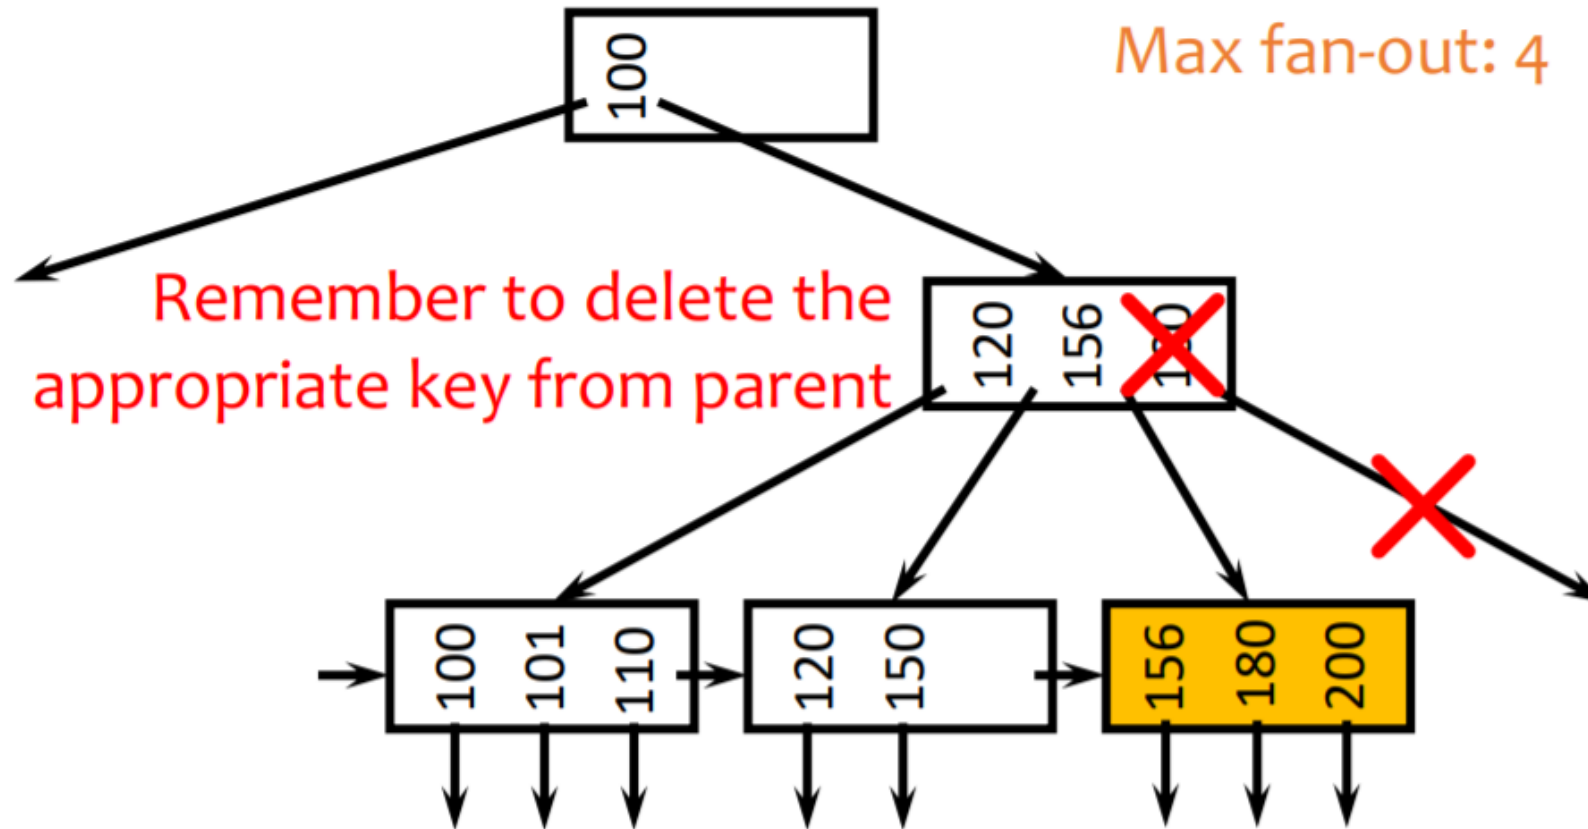 Max fan-out: 4
100
Remember to delete the
appropriate key from parent
120 156
100 101 110
120 150
156 180 200